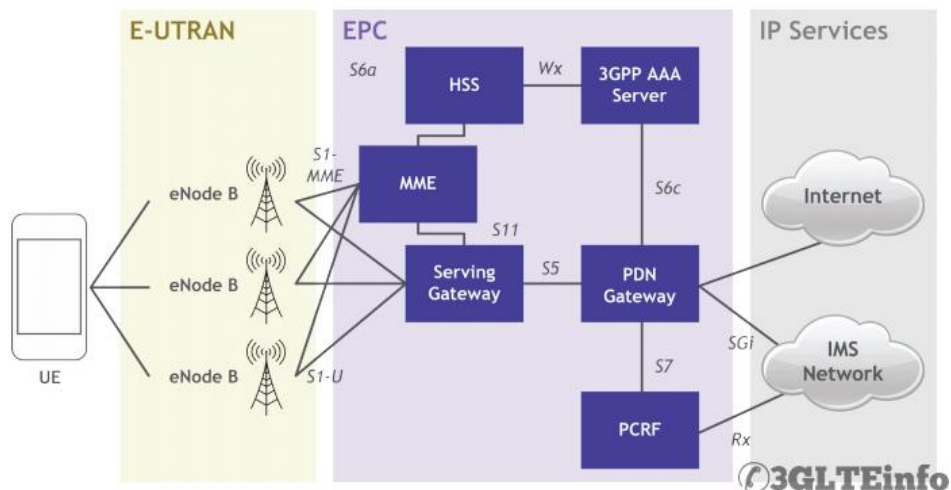 E-UTRAN
EPC
IP Services
S6a
HSS
Wx
3GPP AAA
Server
S1-
MME
MME
S6c
eNode B
Internet
S11
eNode B
Serving
Gateway
S5
PDN
Gateway
UE
eNode B
S1-U
S7
SGi
IMS
Network
PCRF
Rx
3GLTEinfo